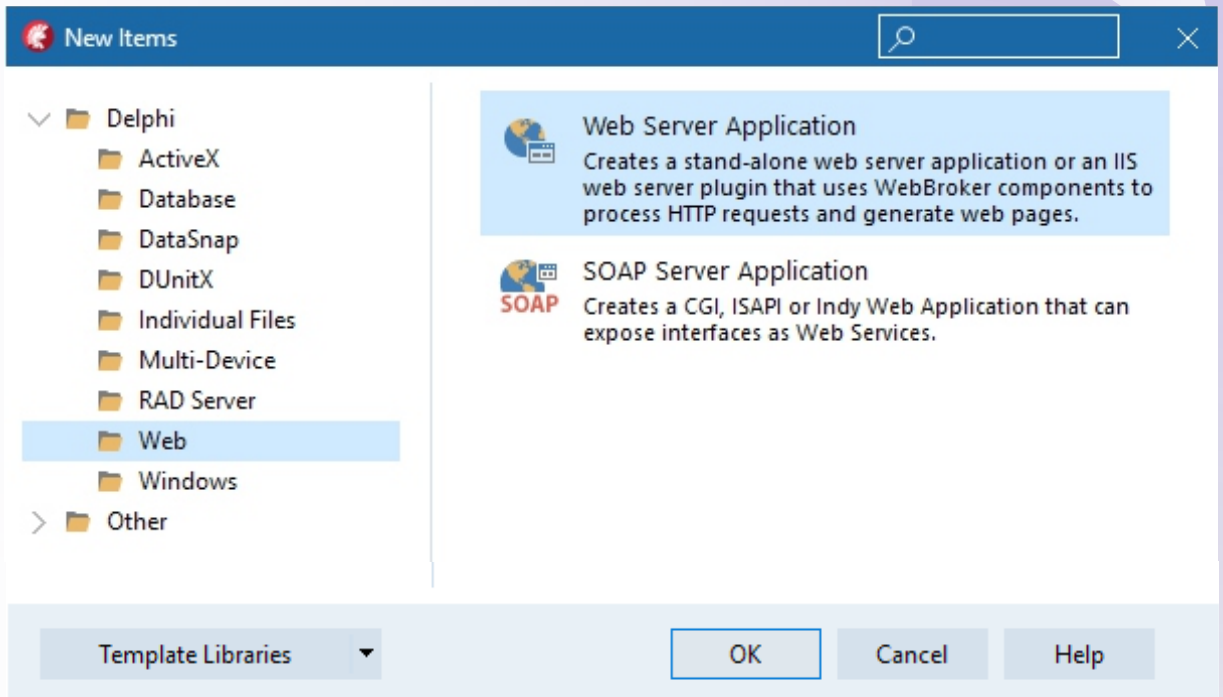 New Items
Delphi
ActiveX
Database
DataSnap
DUnitX
Individual Files
Multi-Device
RAD Server
Web
Windows
Other
Web Server Application
Creates a stand-alone web server application or an IIS
web server plugin that uses WebBroker components to
process HTTP requests and generate web pages.
SOAP
SOAP Server Application
Creates a CGI, ISAPI or Indy Web Application that can
expose interfaces as Web Services.
Template Libraries
OK
Cancel
Help